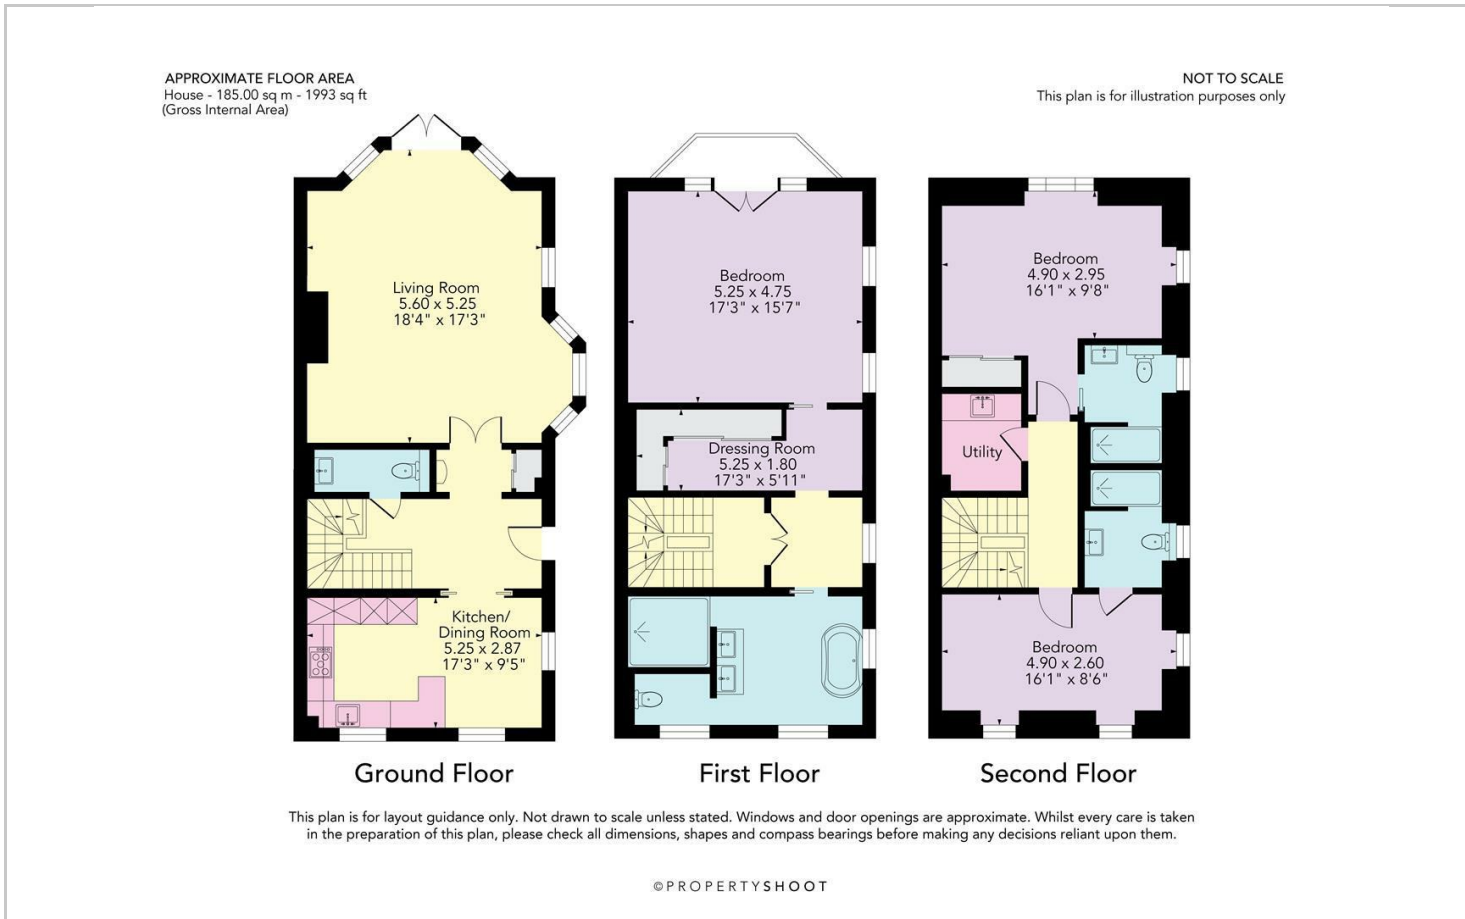 APPROXIMATE FLOOR AREA
House - 185.00 sq m - 1993 sq ft
(Gross Internal Area)
NOT TO SCALE
This plan is for illustration purposes only
Living Room
5.60 x 5.25
18'4" x 17'3"
Kitchen/
Dining Room
5.25 x 2.87
17'3" x 9'5"
Ground Floor
Bedroom
5.25 x 4.75
17'3" x 15'7"
Dressing Room
5.25 x 1.80
17'3" x 5'11"
First Floor
Bedroom
4.90 x 2.95
16'1" x 9'8"
Utility
Bedroom
4.90 x 2.60
16'1" x 8'6"
Second Floor
This plan is for layout guidance only. Not drawn to scale unless stated. Windows and door openings are approximate. Whilst every care is taken
in the preparation of this plan, please check all dimensions, shapes and compass bearings before making any decisions reliant upon them.
©PROPERTYSHOOT